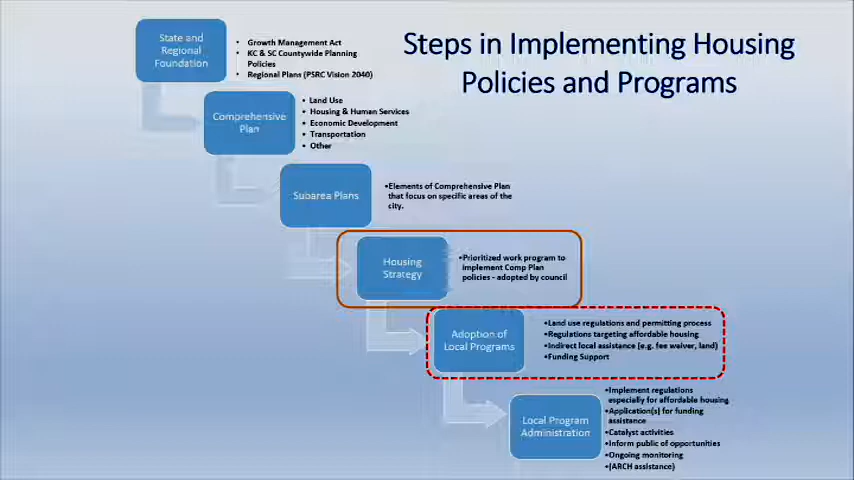 Steps in Implementing Housing
Policies and Programs
State and
Regional
Foundation
• Growth Management Act
• KC & SC Countywide Planning
Policies
• Regional Plans (PSRC Vision 2040)
Comprehensive
Plan
• Land Use
• Housing & Human Services
• Economic Development
• Transportation
• Other
Subarea Plans
•Elements of Comprehensive Plan
that focus on specific areas of the
city.
Housing
Strategy
•Prioritized work program to
implement Comp Plan
policies - adopted by council
Adoption of
Local Programs
•Land use regulations and permitting process
•Regulations targeting affordable housing
•Indirect local assistance (e.g. fee waiver, land)
•Funding Support
Local Program
Administration
•Implement regulations
especially for affordable housing
•Application(s) for funding
assistance
•Catalyst activities
•Inform public of opportunities
•Ongoing monitoring
•(ARCH assistance)